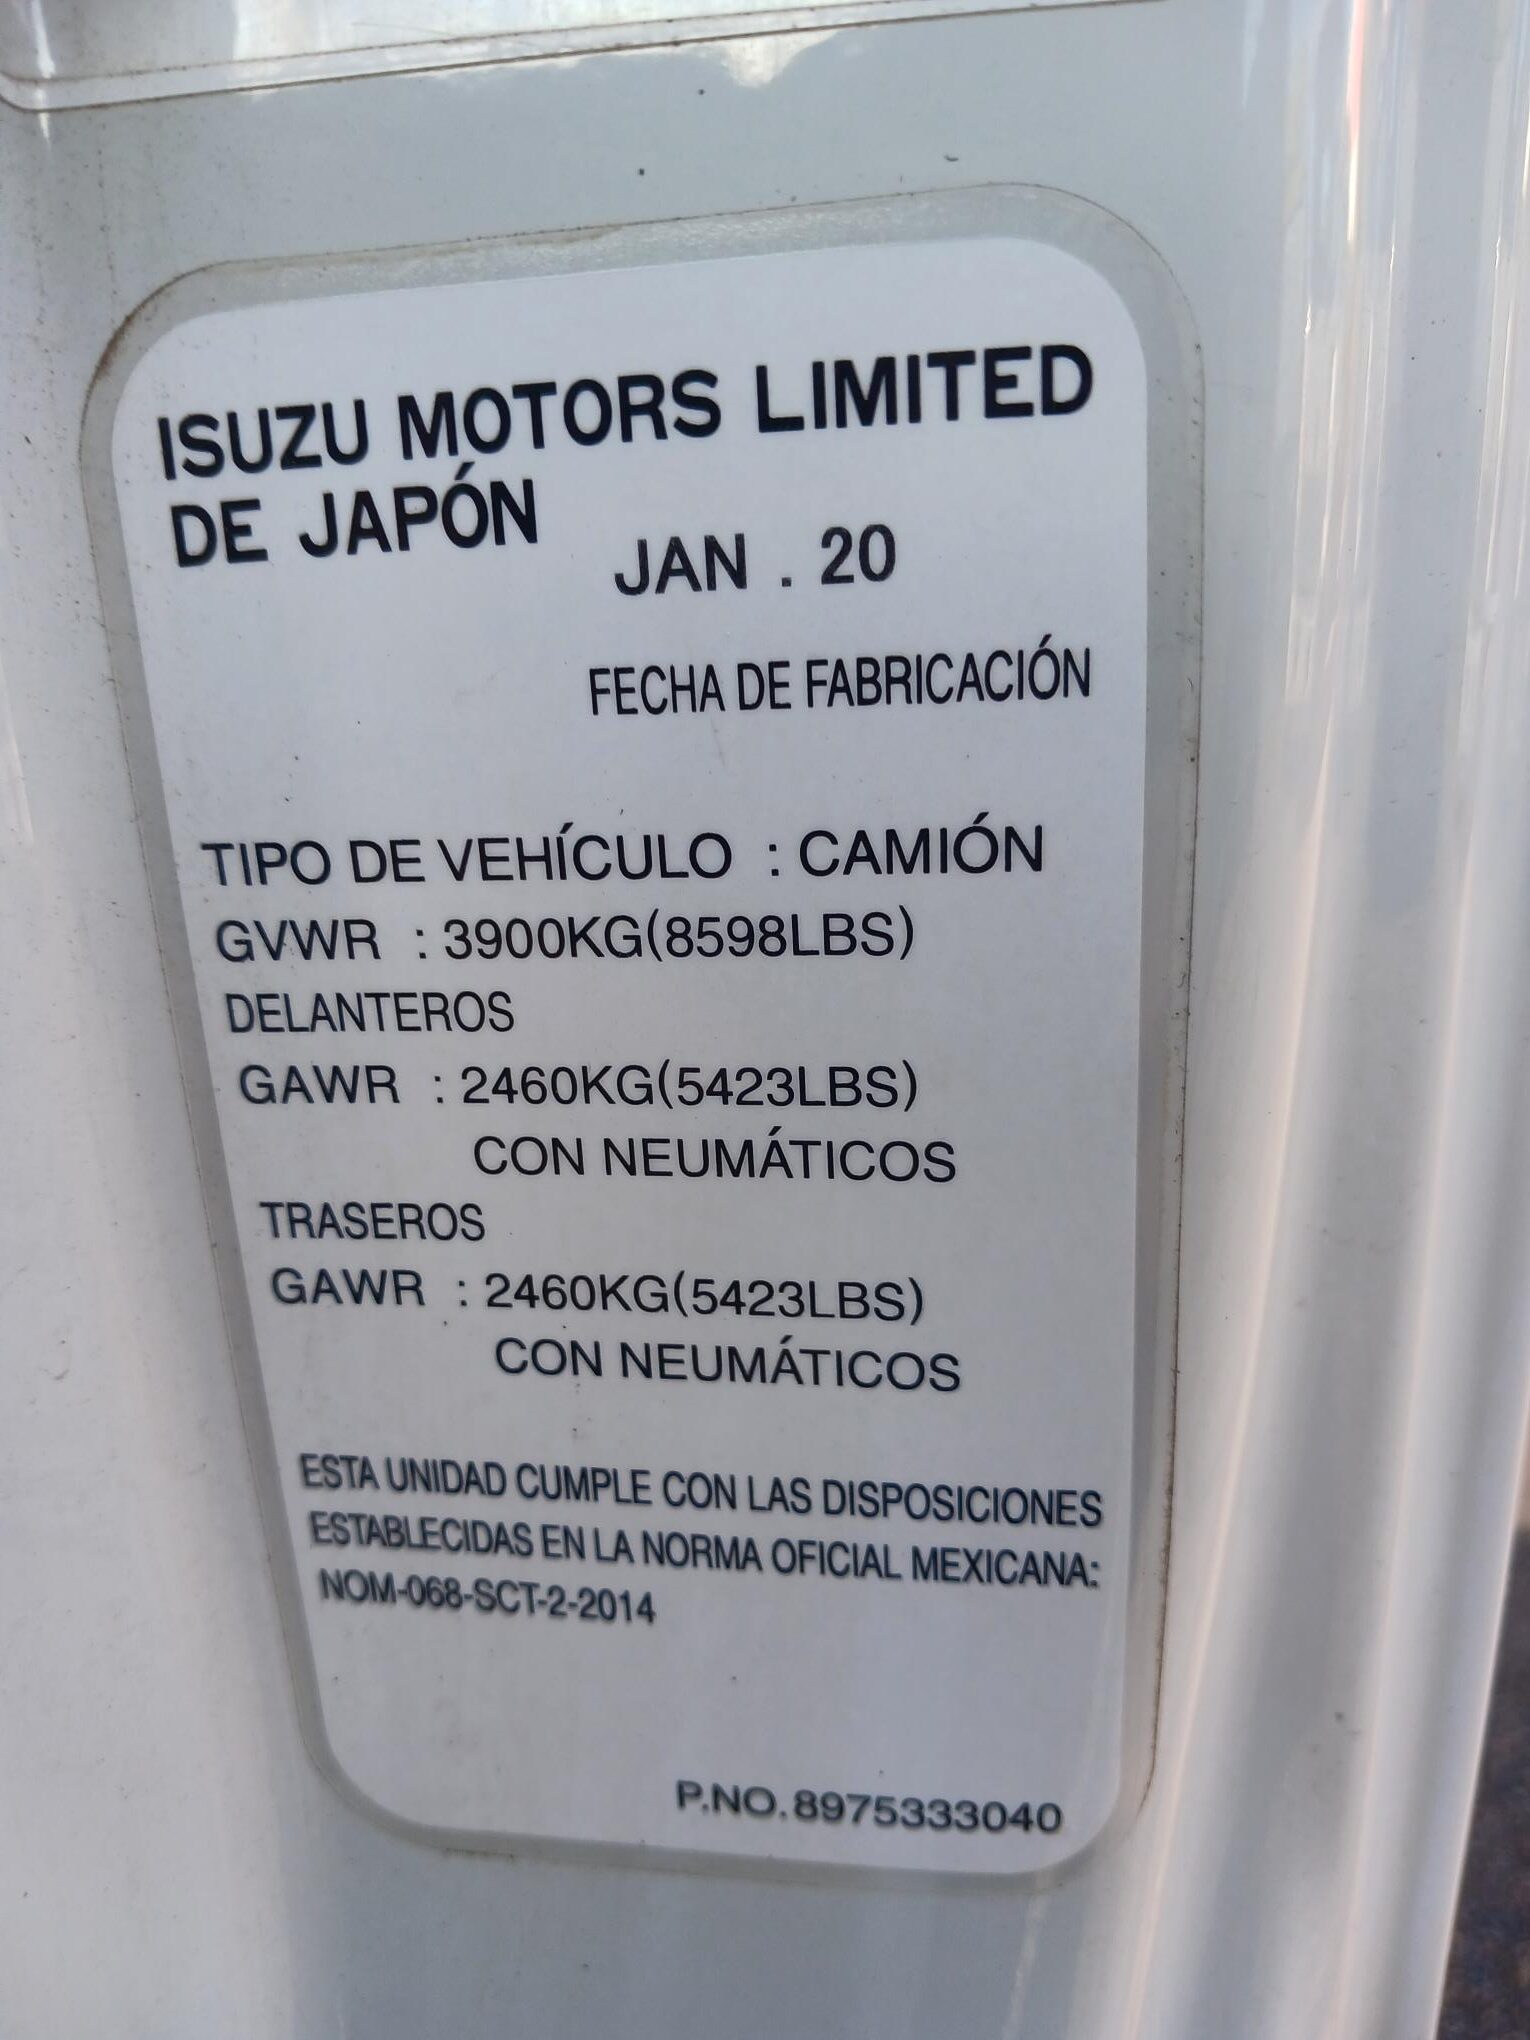 ISUZU MOTORS LIMITED
DE JAPÓN
JAN . 20
FECHA DE FABRICACIÓN
TIPO DE VEHÍCULO : CAMIÓN
GVWR : 3900KG(8598LBS)
DELANTEROS
GAWR : 2460KG(5423LBS)
CON NEUMÁTICOS
TRASEROS
GAWR : 2460KG(5423LBS)
CON NEUMÁTICOS
ESTA UNIDAD CUMPLE CON LAS DISPOSICIONES
ESTABLECIDAS EN LA NORMA OFICIAL MEXICANA:
NOM-068-SCT-2-2014
P.NO. 8975333040